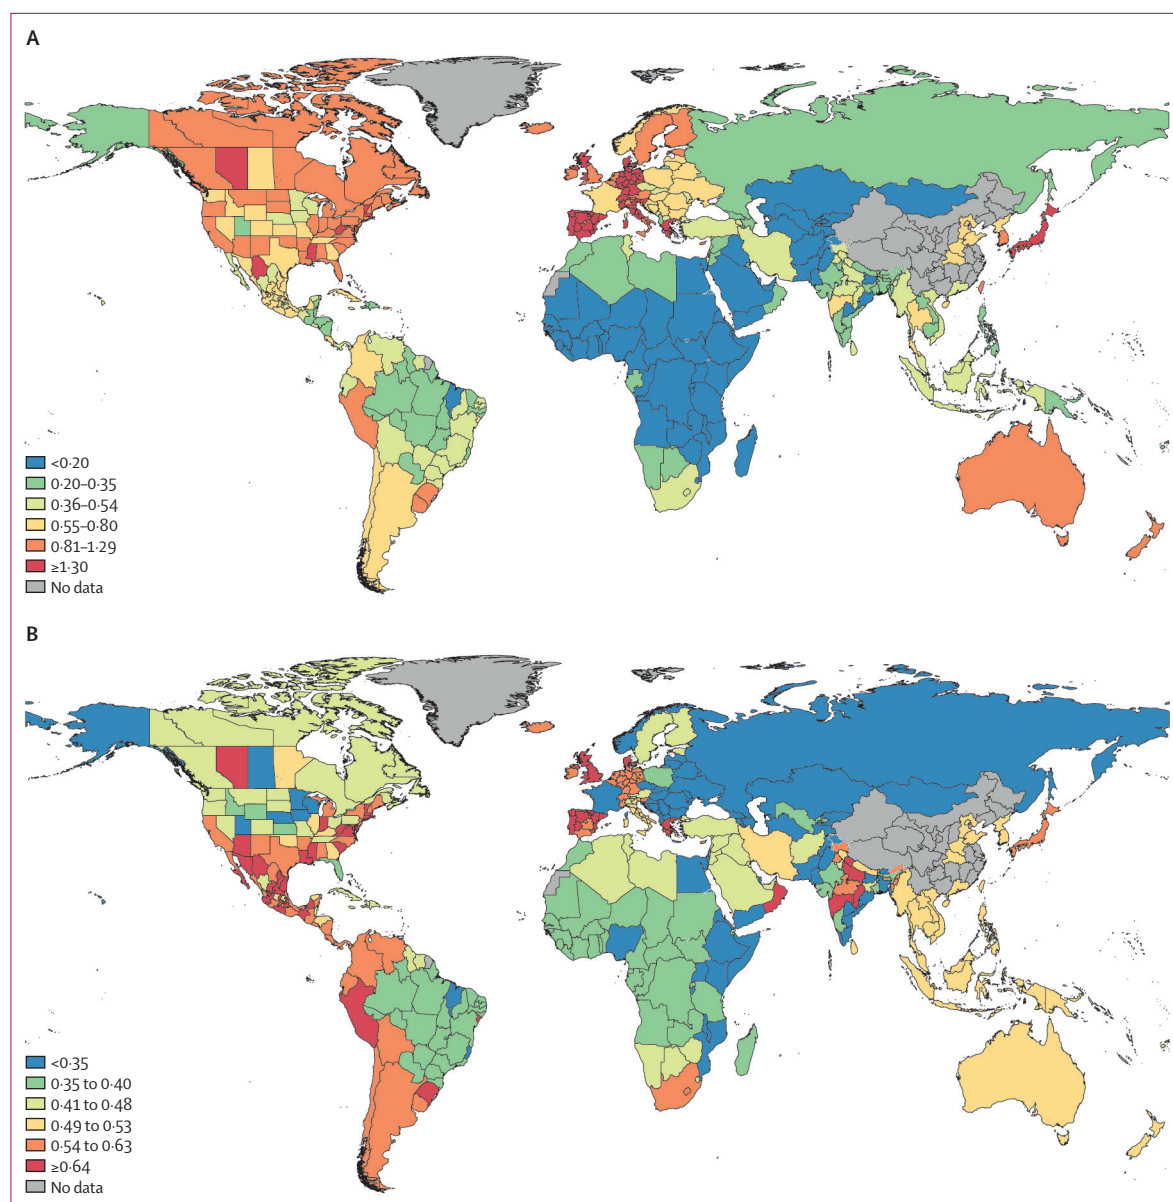 A
<0·20
0·20–0·35
0·36–0·54
0·55–0·80
0·81–1·29
≥1·30
No data
B
<0·35
0·35 to 0·40
0·41 to 0·48
0·49 to 0·53
0·54 to 0·63
≥0·64
No data